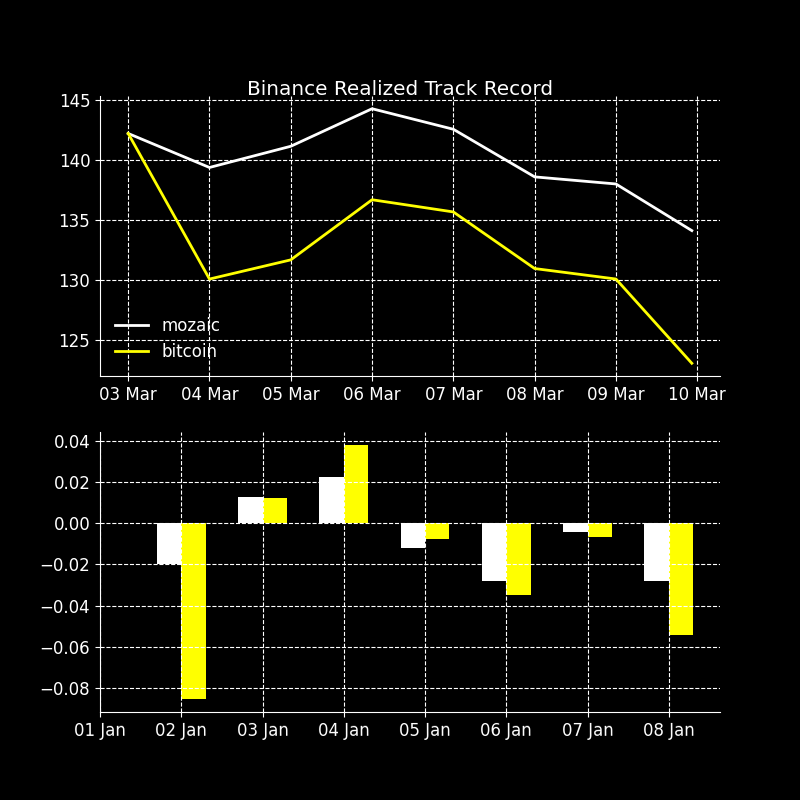 Binance Realized Track Record
145
140
135
130
125
mozaic
bitcoin
03 Mar 04 Mar 05 Mar 06 Mar 07 Mar 08 Mar 09 Mar 10 Mar
0.04
0.02
0.00
−0.02
−0.04
−0.06
−0.08
01 Jan 02 Jan 03 Jan 04 Jan 05 Jan 06 Jan 07 Jan 08 Jan